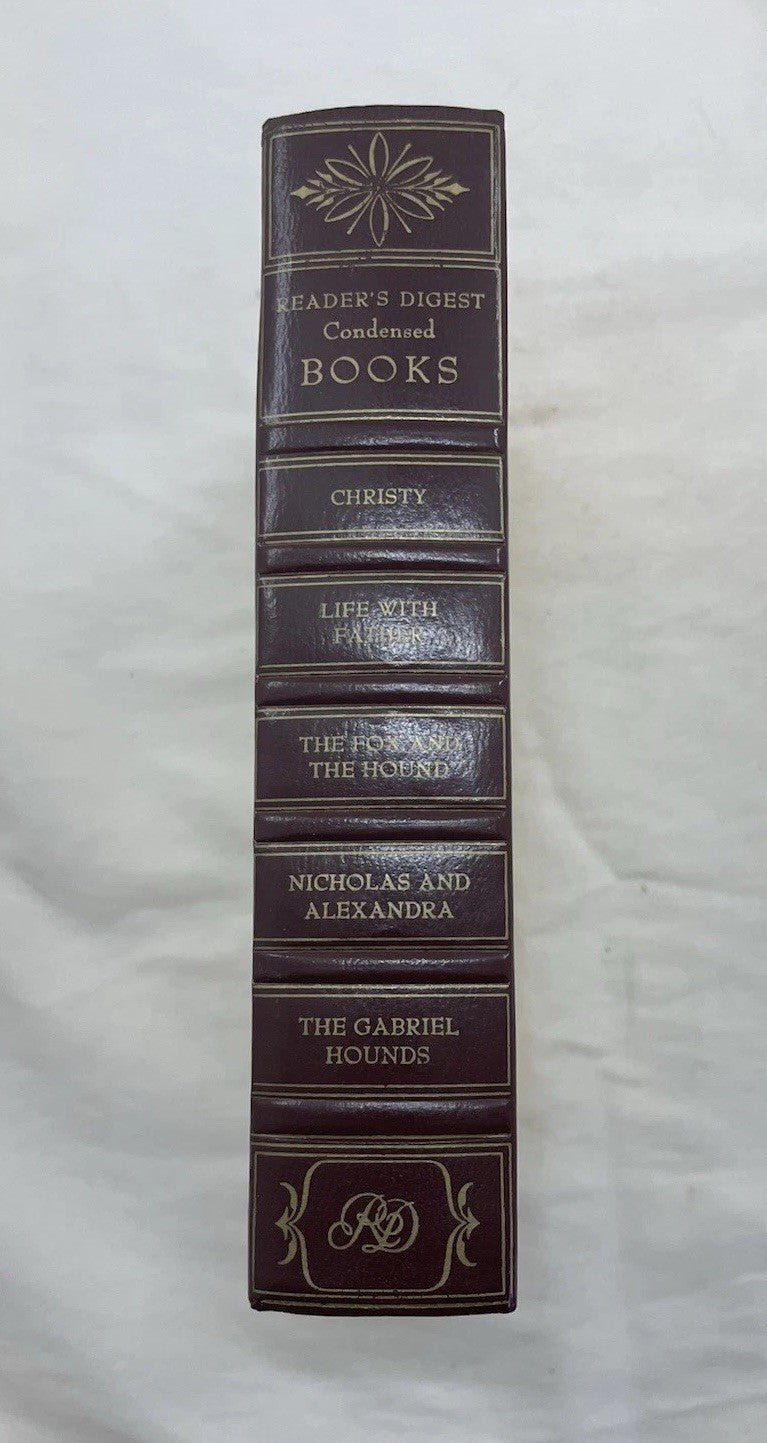 READER'S DIGEST
Condensed
BOOKS
CHRISTY
LIFE WITH
FATHER
THE FOX AND
THE HOUND
NICHOLAS AND
ALEXANDRA
THE GABRIEL
HOUNDS
RD